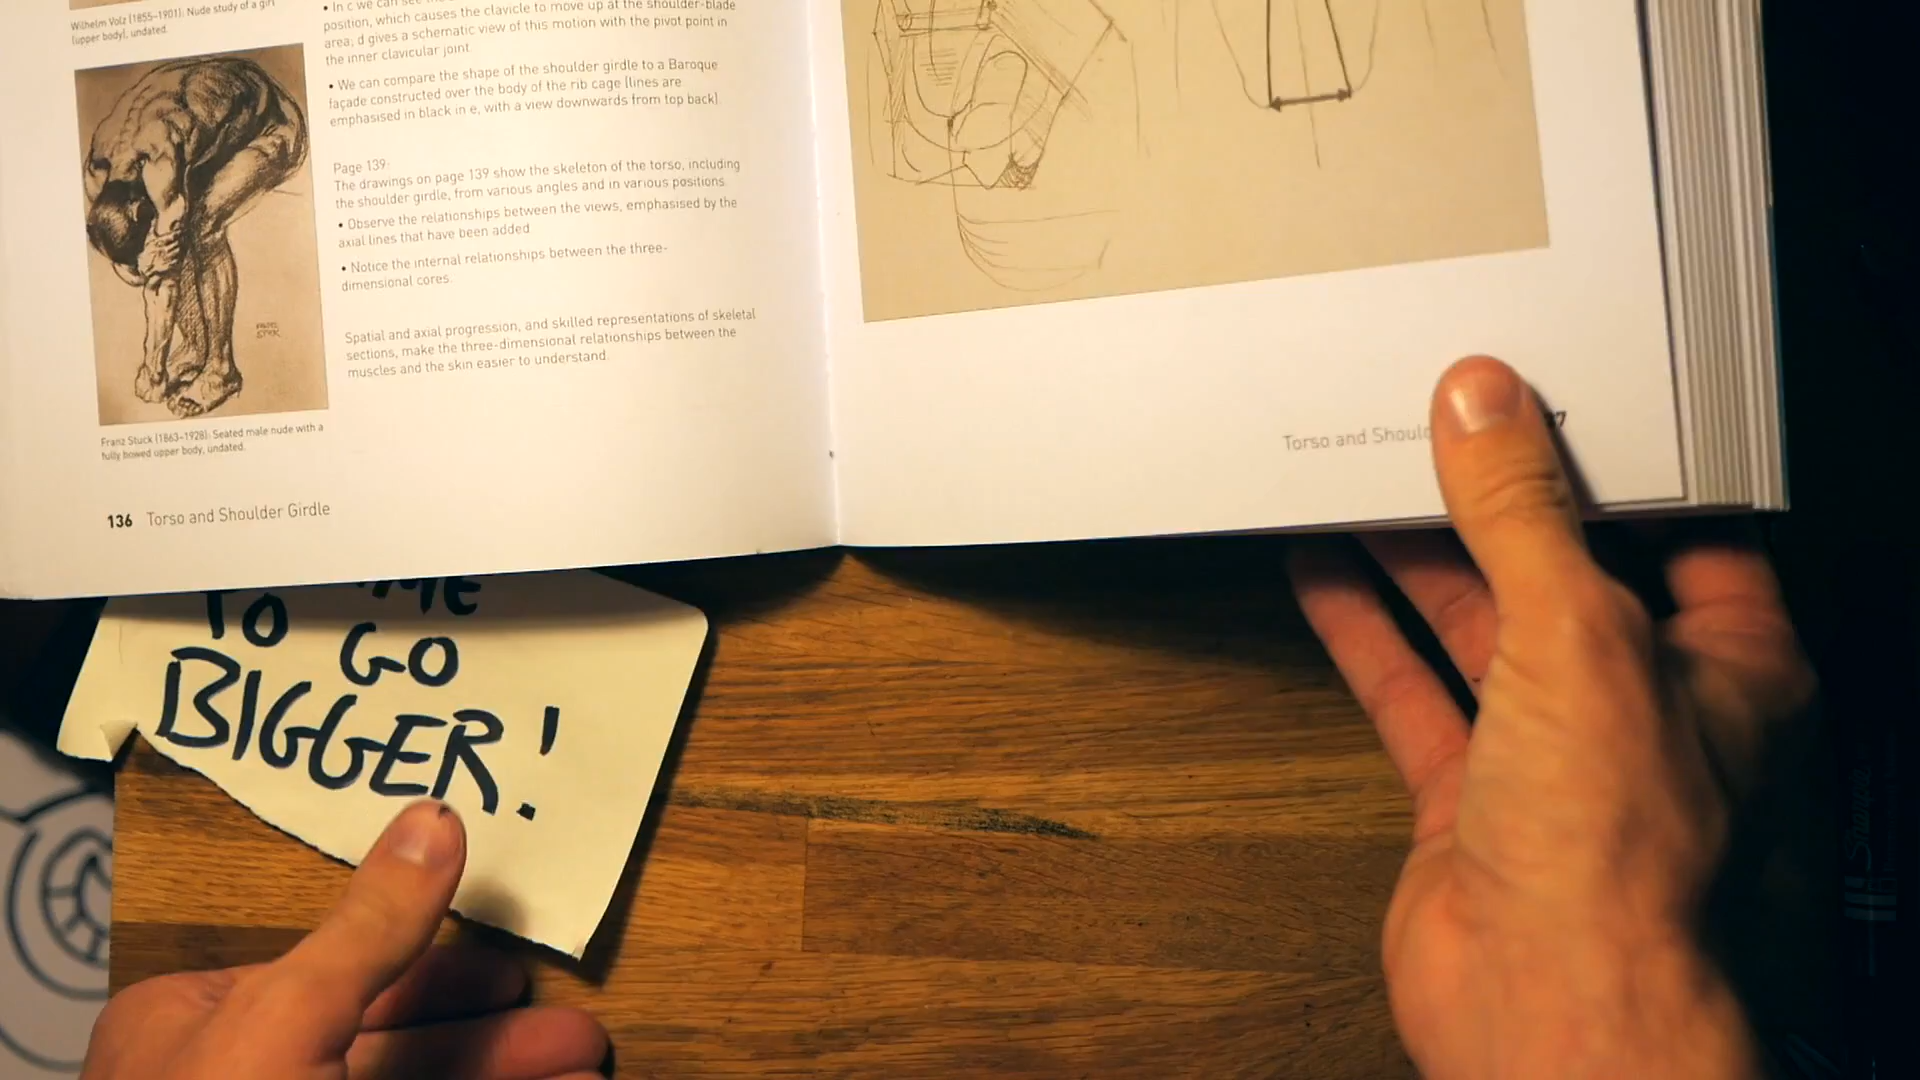 Wilhelm Volz (1855–1901): Nude study of a girl
(upper body), undated.
• In c we can see
position, which causes the clavicle to move up at the shoulder-blade
area; d gives a schematic view of this motion with the pivot point in
the inner clavicular joint.
• We can compare the shape of the shoulder girdle to a Baroque
façade constructed over the body of the rib cage (lines are
emphasised in black in e, with a view downwards from top back).
Page 139:
The drawings on page 139 show the skeleton of the torso, including
the shoulder girdle, from various angles and in various positions.
• Observe the relationships between the views, emphasised by the
axial lines that have been added.
• Notice the internal relationships between the three-
dimensional cores.
Spatial and axial progression, and skilled representations of skeletal
sections, make the three-dimensional relationships between the
muscles and the skin easier to understand.
FRANZ
STVCK
Franz Stuck (1863–1928): Seated male nude with a
fully bowed upper body, undated.
136 Torso and Shoulder Girdle
Torso and Should
TO GO
BIGGER!
Sharpie